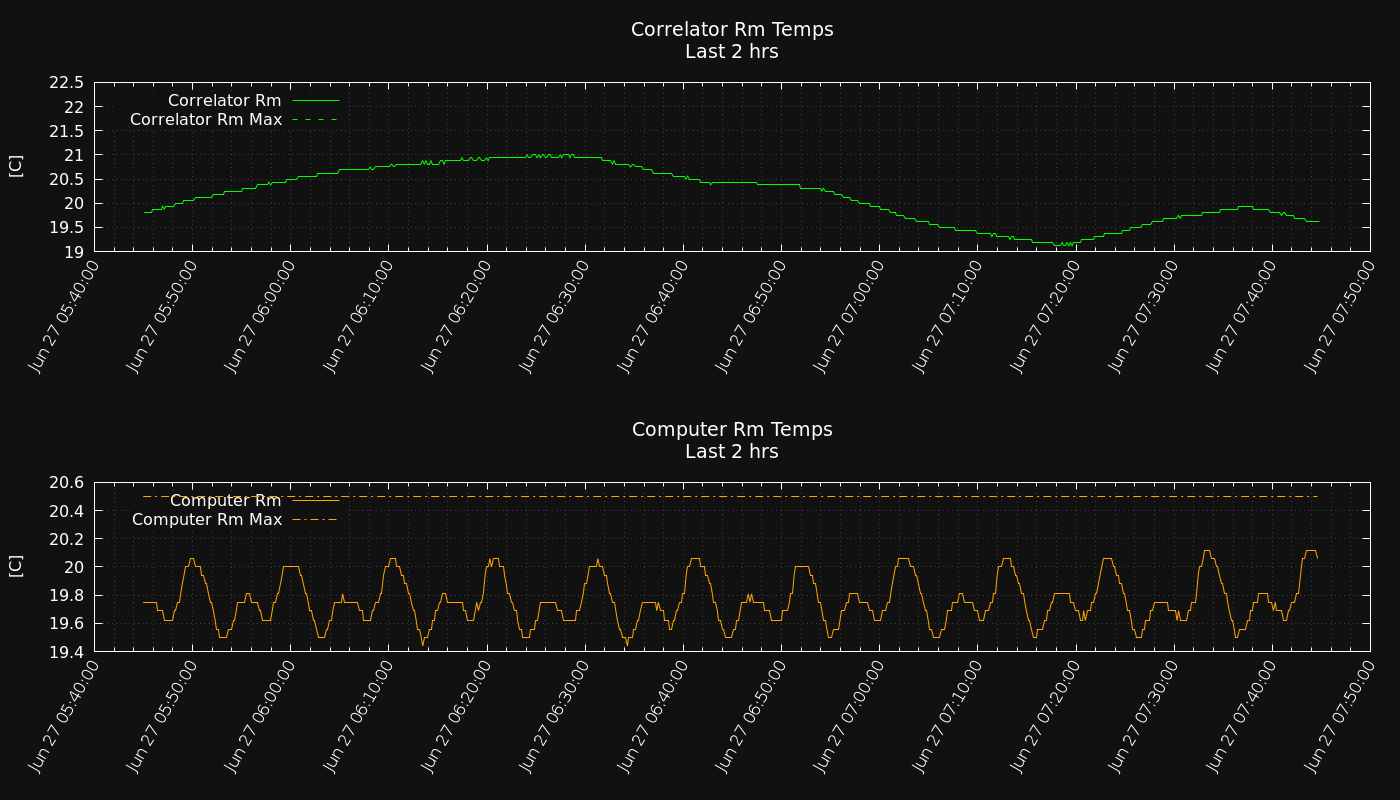 Correlator Rm Temps
Last 2 hrs
22.5
22
21.5
21
20.5
20
19.5
19
[C]
Correlator Rm
Correlator Rm Max
Jun 27 05:40:00
Jun 27 05:50:00
Jun 27 06:00:00
Jun 27 06:10:00
Jun 27 06:20:00
Jun 27 06:30:00
Jun 27 06:40:00
Jun 27 06:50:00
Jun 27 07:00:00
Jun 27 07:10:00
Jun 27 07:20:00
Jun 27 07:30:00
Jun 27 07:40:00
Jun 27 07:50:00
Computer Rm Temps
Last 2 hrs
20.6
20.4
20.2
20
19.8
19.6
19.4
[C]
Computer Rm
Computer Rm Max
Jun 27 05:40:00
Jun 27 05:50:00
Jun 27 06:00:00
Jun 27 06:10:00
Jun 27 06:20:00
Jun 27 06:30:00
Jun 27 06:40:00
Jun 27 06:50:00
Jun 27 07:00:00
Jun 27 07:10:00
Jun 27 07:20:00
Jun 27 07:30:00
Jun 27 07:40:00
Jun 27 07:50:00